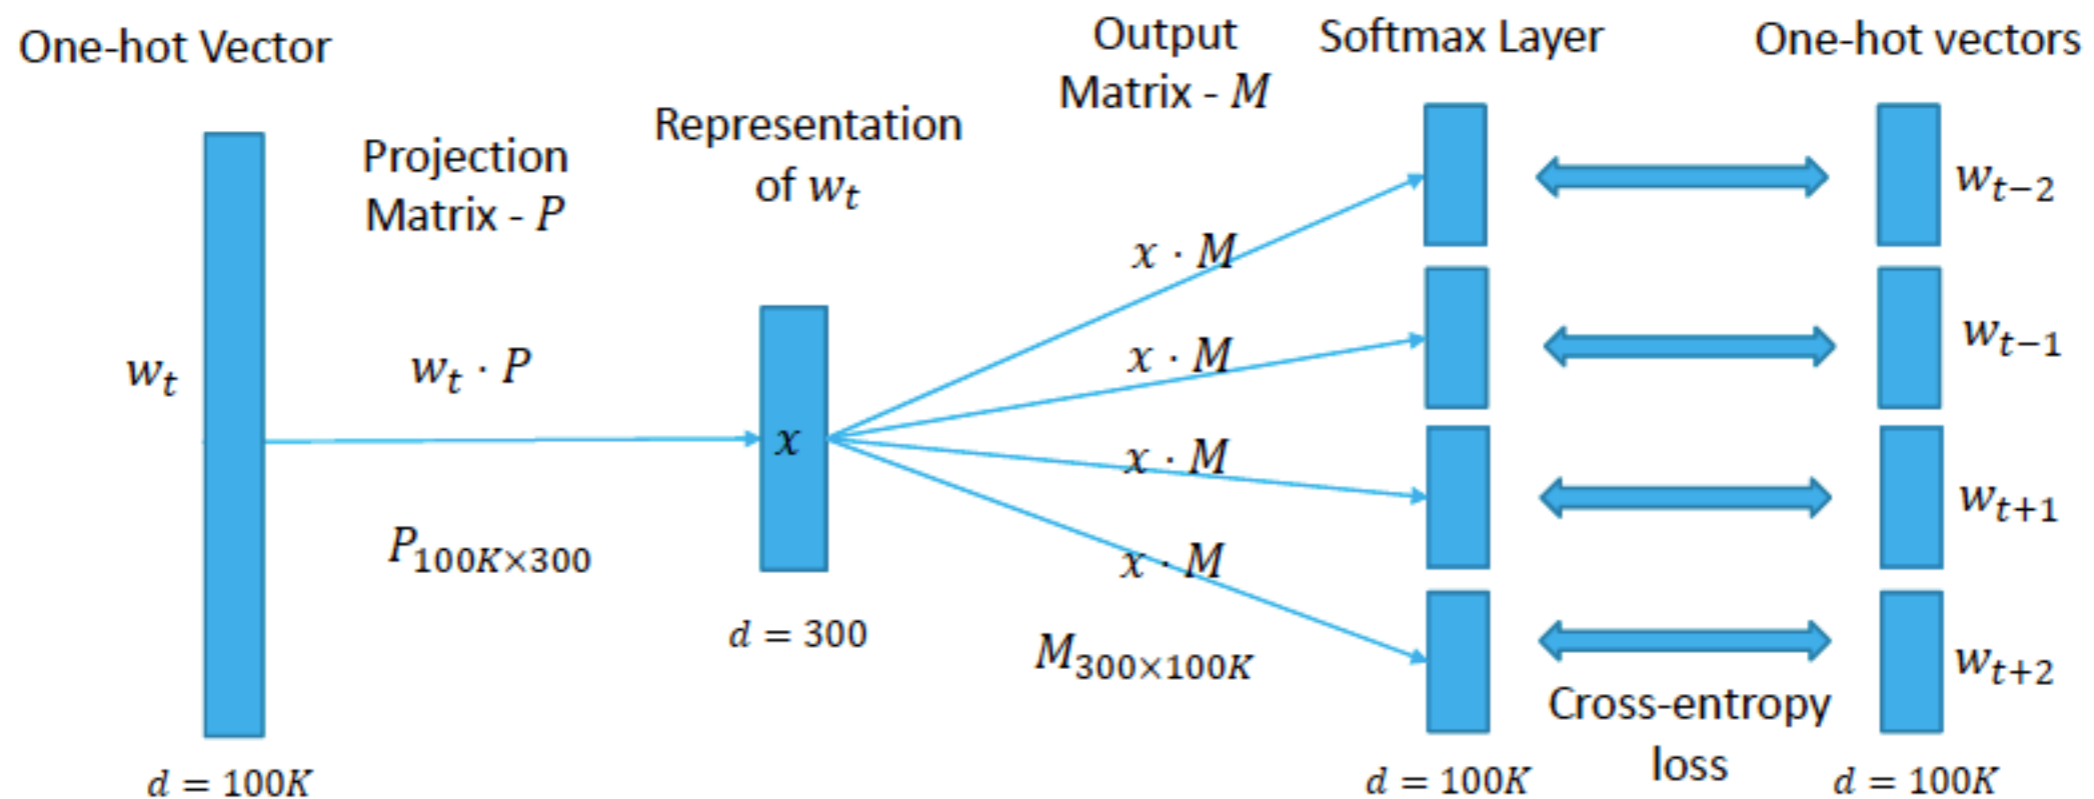 One-hot Vector
Projection
Matrix - P
Representation
of w_t
Output
Matrix - M
Softmax Layer
One-hot vectors
w_t
w_t · P
P_{100K×300}
d = 100K
x
d = 300
x · M
x · M
x · M
x · M
M_{300×100K}
d = 100K
Cross-entropy
loss
w_{t−2}
w_{t−1}
w_{t+1}
w_{t+2}
d = 100K